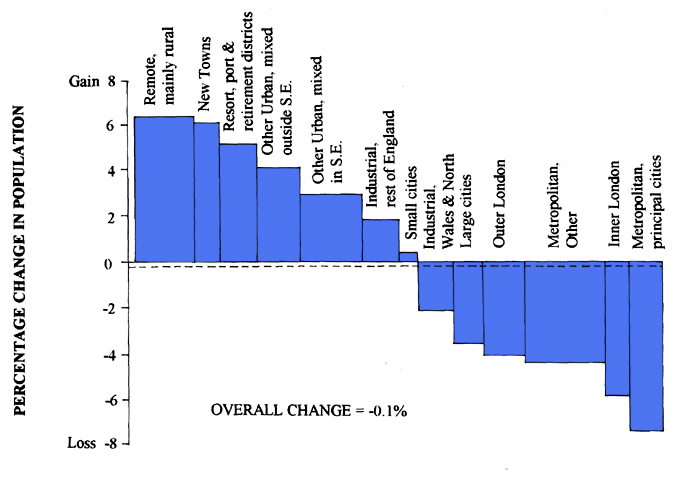 PERCENTAGE CHANGE IN POPULATION
Gain 8
6
4
2
0
-2
-4
-6
Loss -8
Remote,
mainly rural
New Towns
Resort, port &
retirement districts
Other Urban, mixed
outside S.E.
Other Urban, mixed
in S.E.
Industrial,
rest of England
Small cities
Industrial,
Wales & North
Large cities
Outer London
Metropolitan,
Other
Inner London
Metropolitan,
principal cities
OVERALL CHANGE = -0.1%